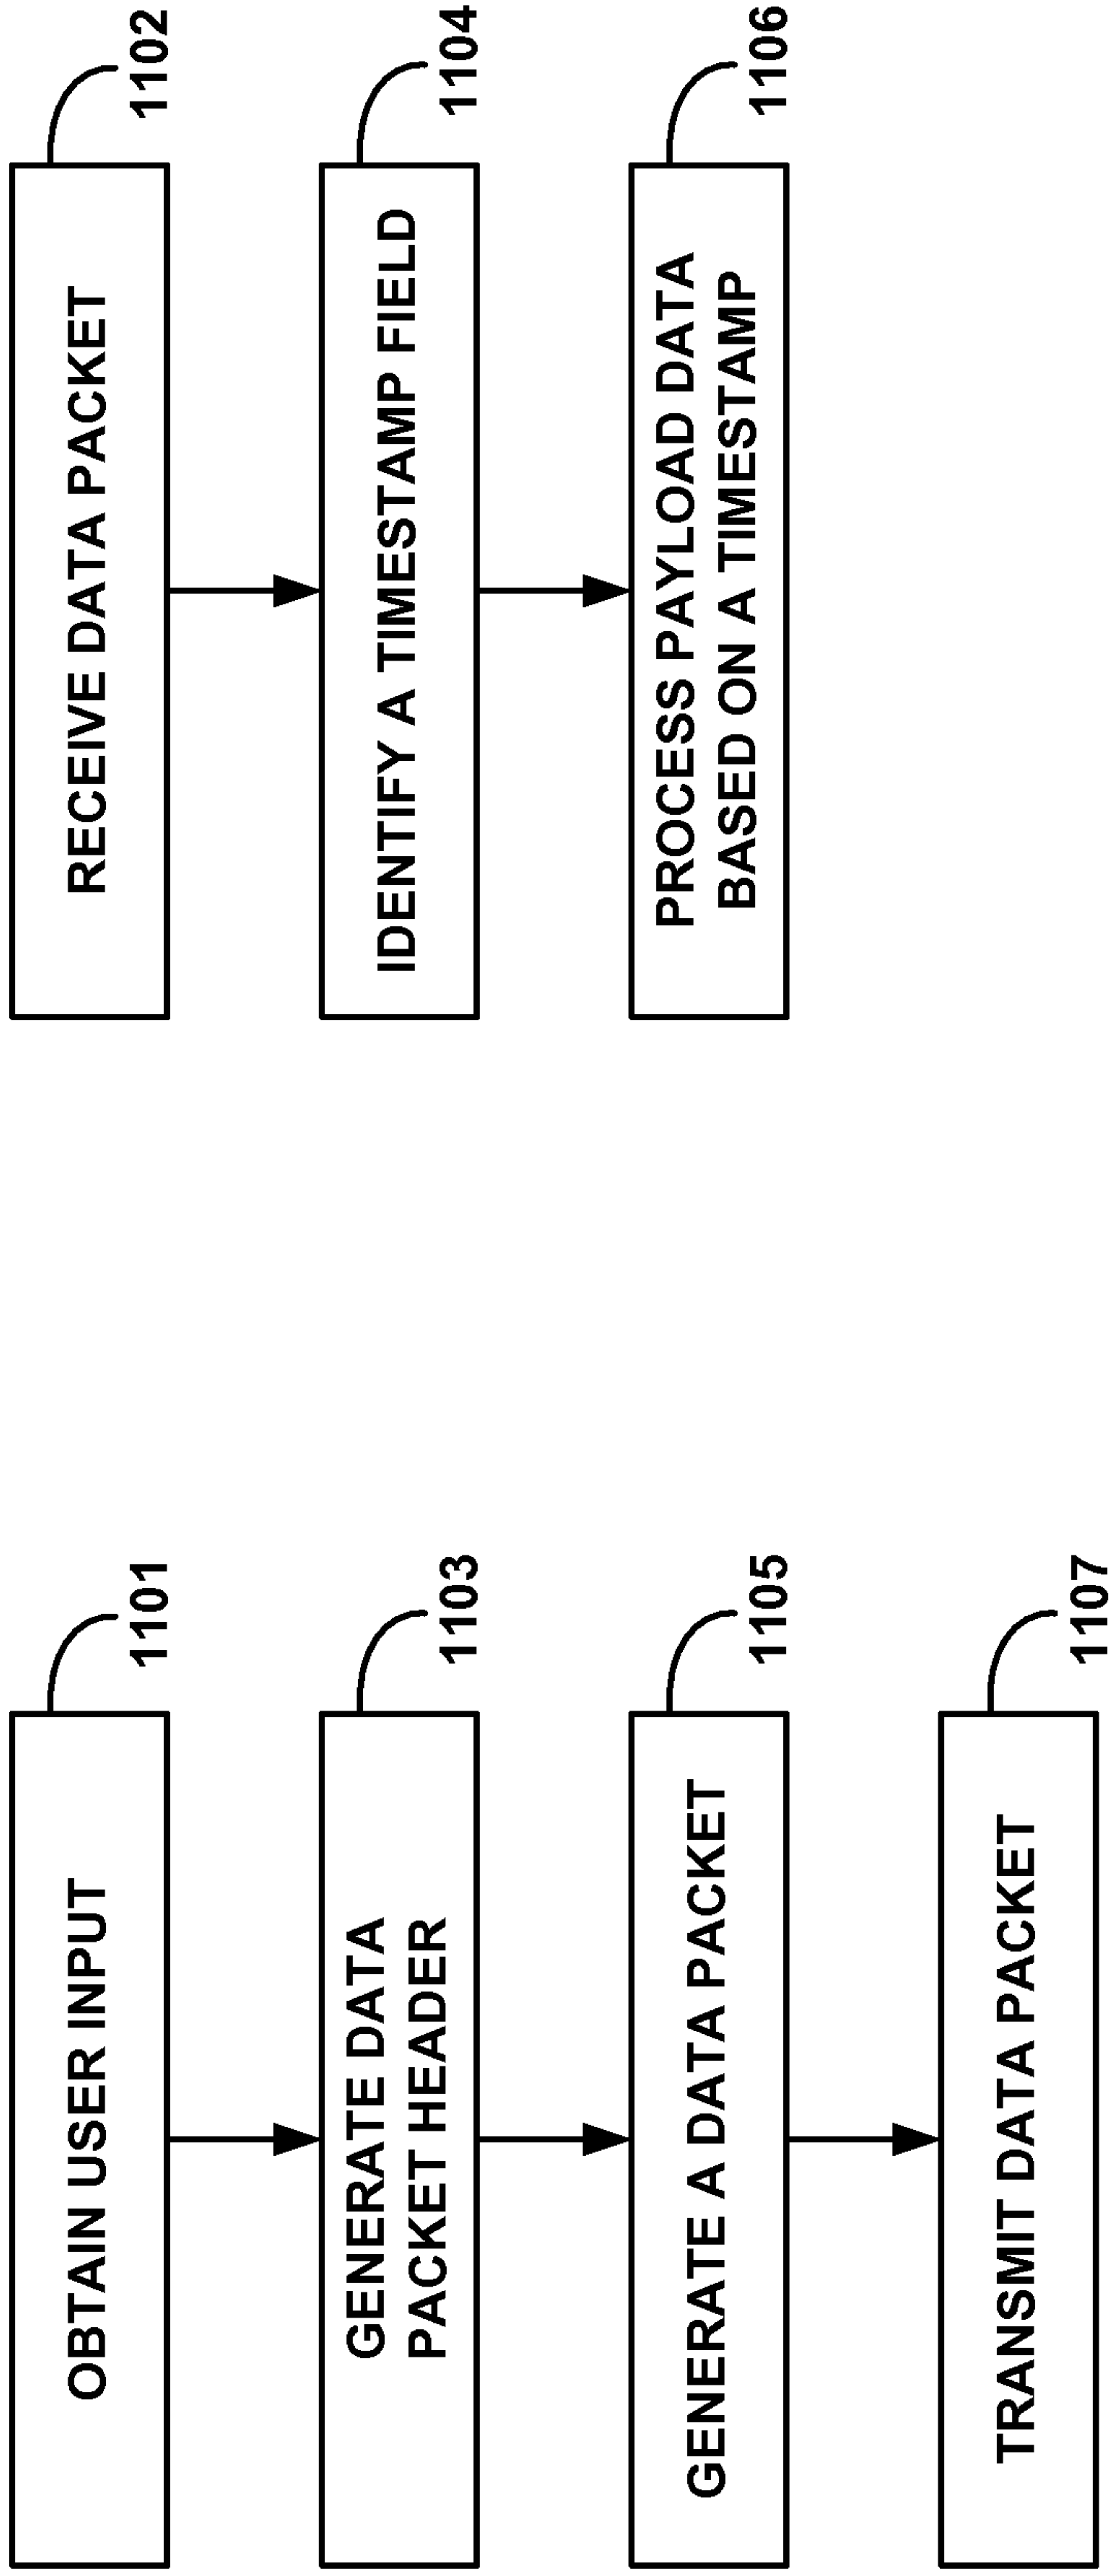 OBTAIN USER INPUT
1101
GENERATE DATA
PACKET HEADER
1103
GENERATE A DATA PACKET
1105
TRANSMIT DATA PACKET
1107
RECEIVE DATA PACKET
1102
IDENTIFY A TIMESTAMP FIELD
1104
PROCESS PAYLOAD DATA
BASED ON A TIMESTAMP
1106